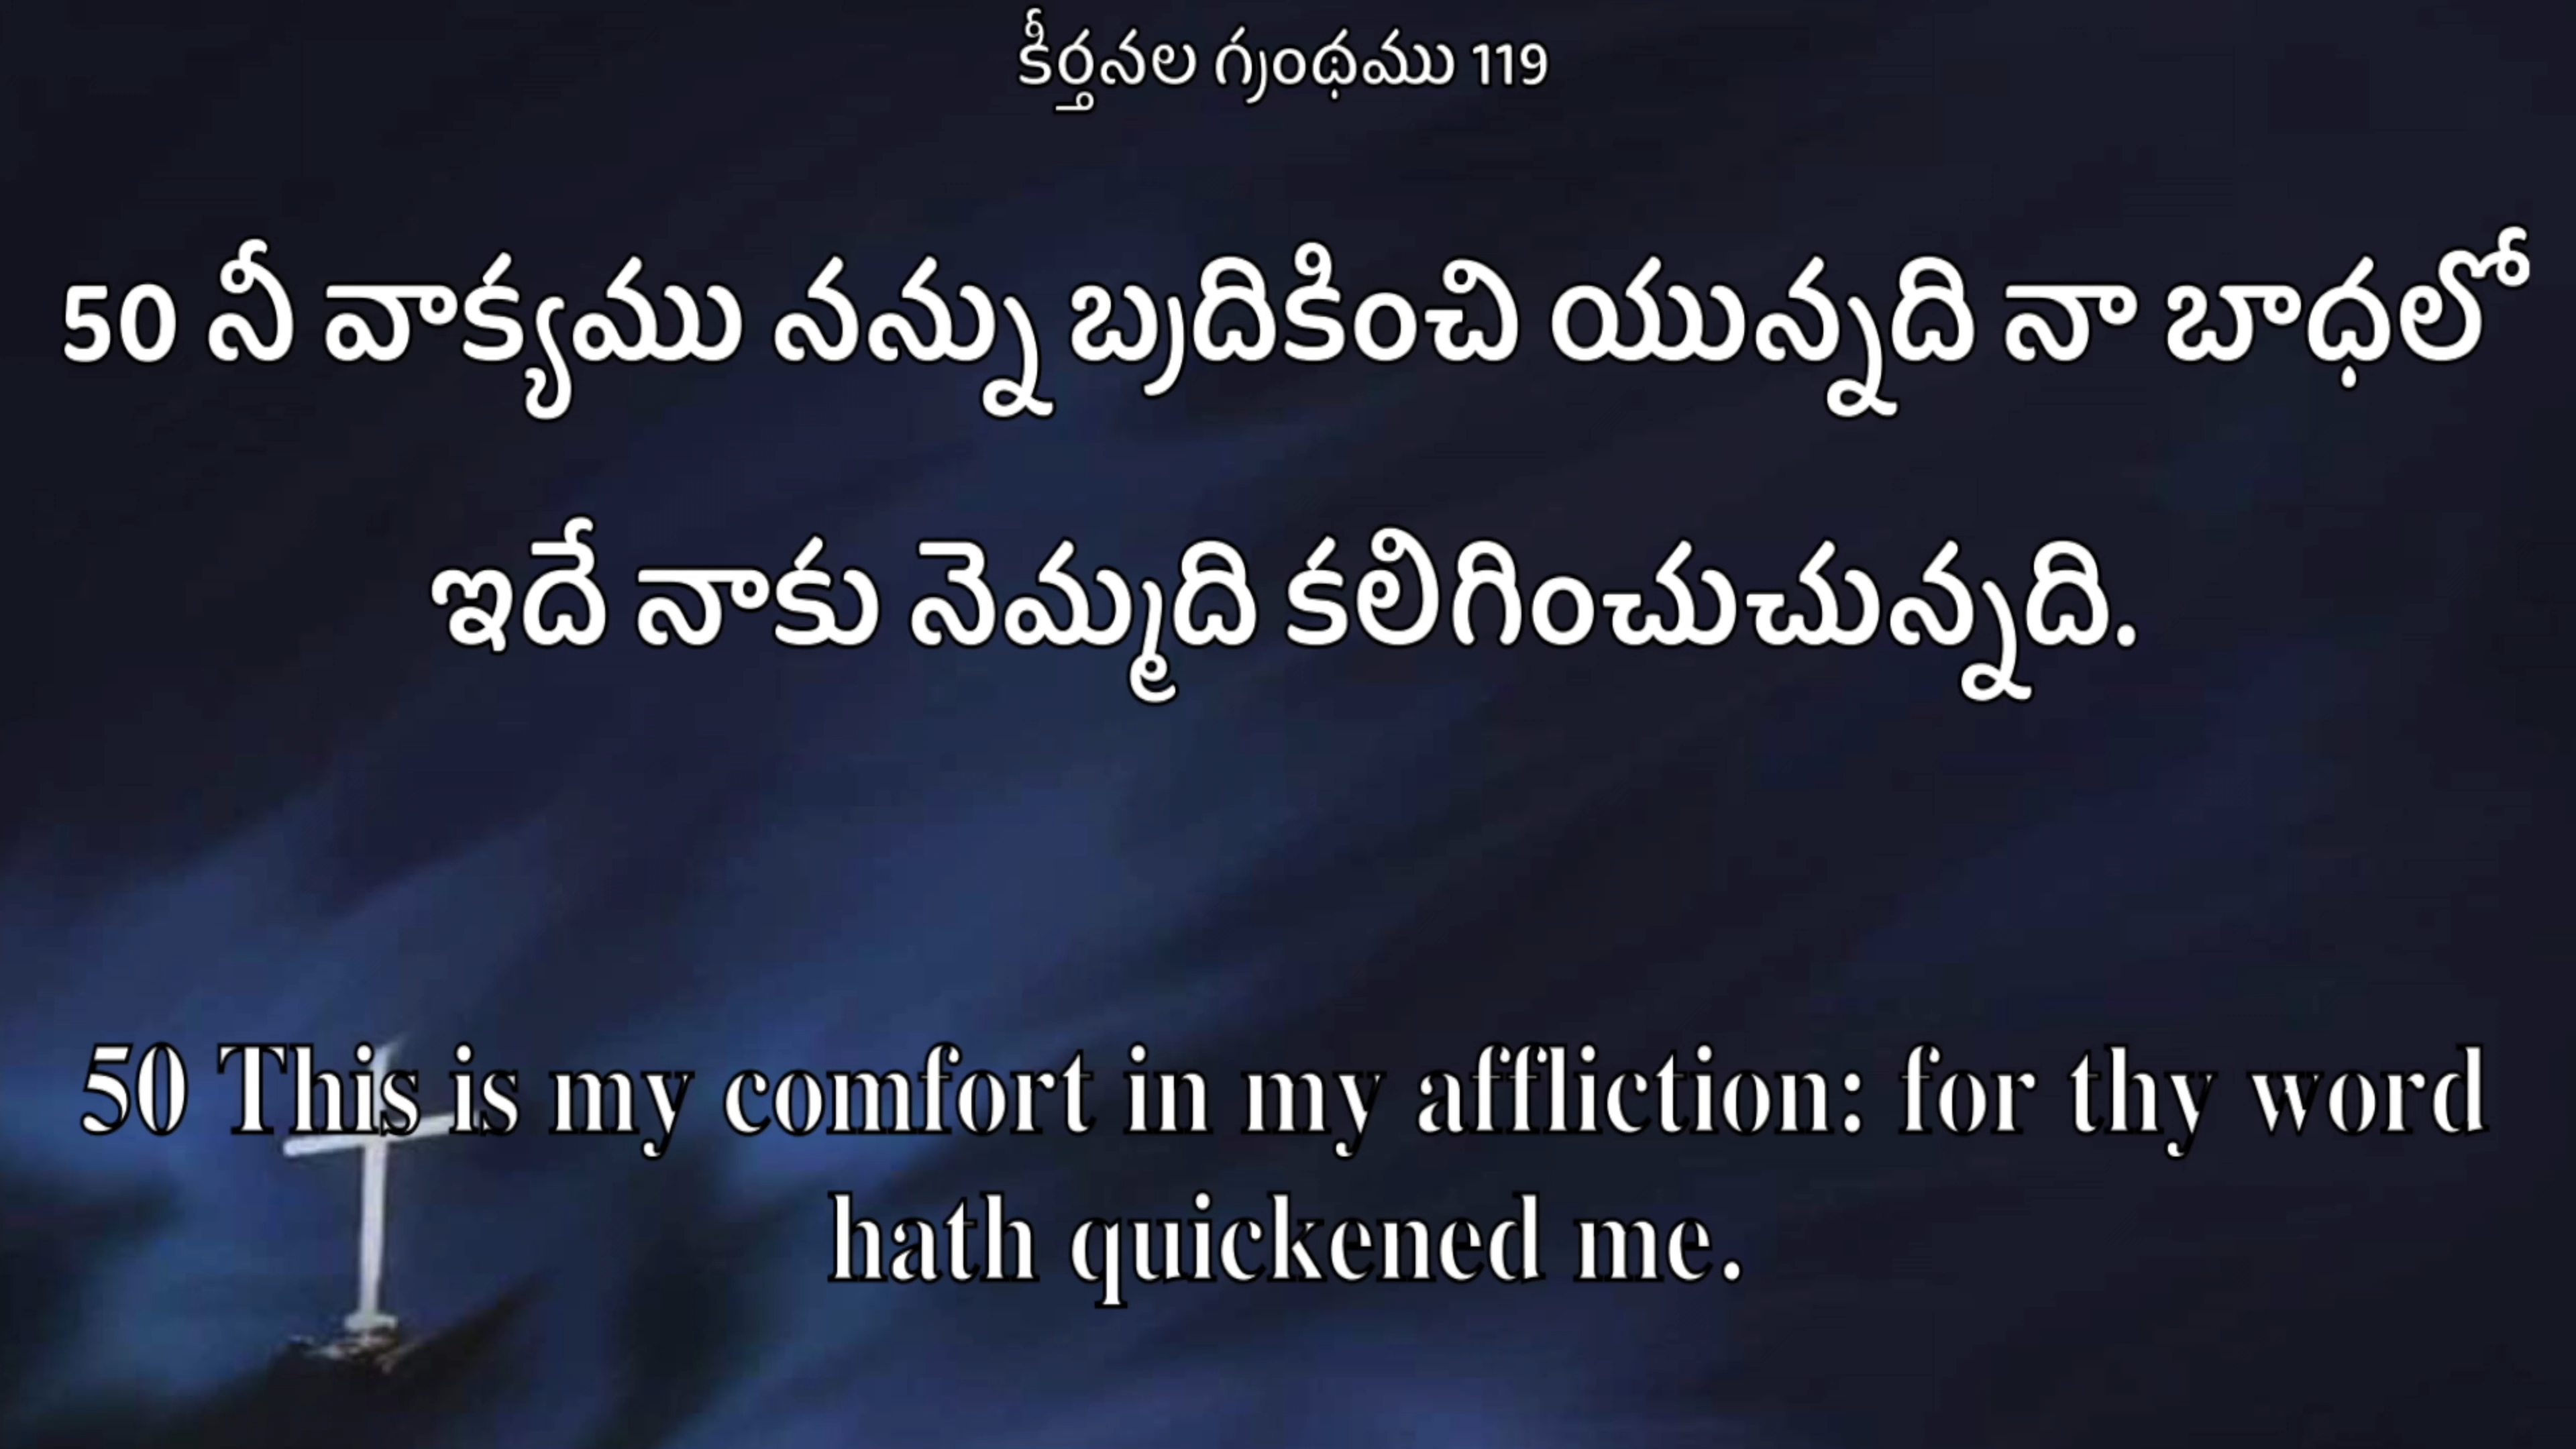 కీర్తనల గ్రంథము 119
50 నీ వాక్యము నన్ను బ్రదికించి యున్నది నా బాధలో
ఇదే నాకు నెమ్మది కలిగించుచున్నది.
50 This is my comfort in my affliction: for thy word
hath quickened me.